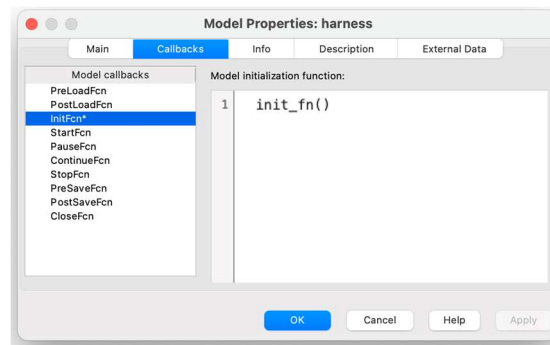 Model Properties: harness
Main Callbacks Info Description External Data
Model callbacks
PreLoadFcn
PostLoadFcn
InitFcn*
StartFcn
PauseFcn
ContinueFcn
StopFcn
PreSaveFcn
PostSaveFcn
CloseFcn
Model initialization function:
1 init_fn()
OK Cancel Help Apply